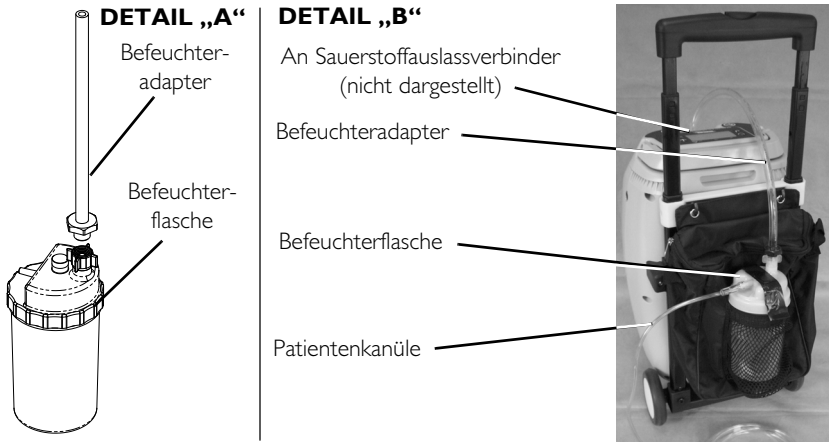 DETAIL „A“
Befeuchter-
adapter
Befeuchter-
flasche
DETAIL „B“
An Sauerstoffauslassverbinder
(nicht dargestellt)
Befeuchteradapter
Befeuchterflasche
Patientenkanüle